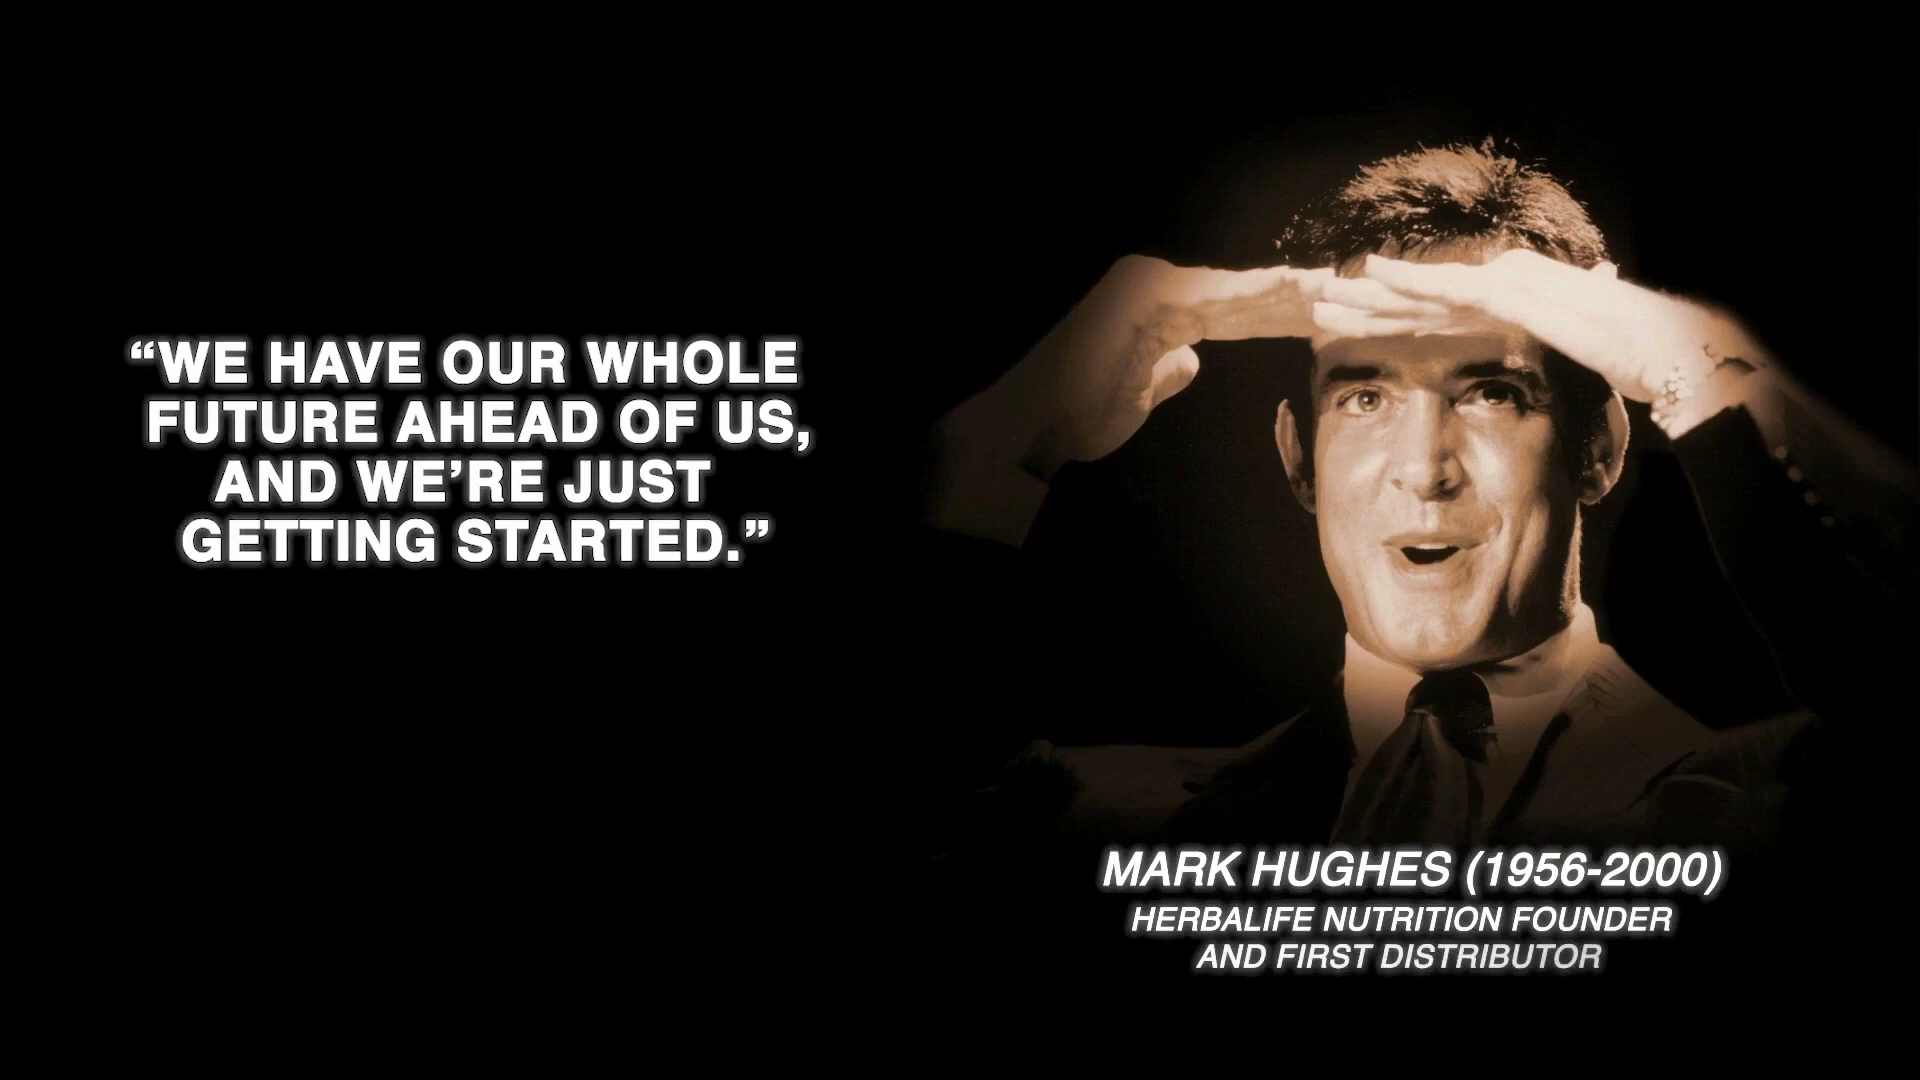 “WE HAVE OUR WHOLE
FUTURE AHEAD OF US,
AND WE’RE JUST
GETTING STARTED.”
MARK HUGHES (1956-2000)
HERBALIFE NUTRITION FOUNDER
AND FIRST DISTRIBUTOR